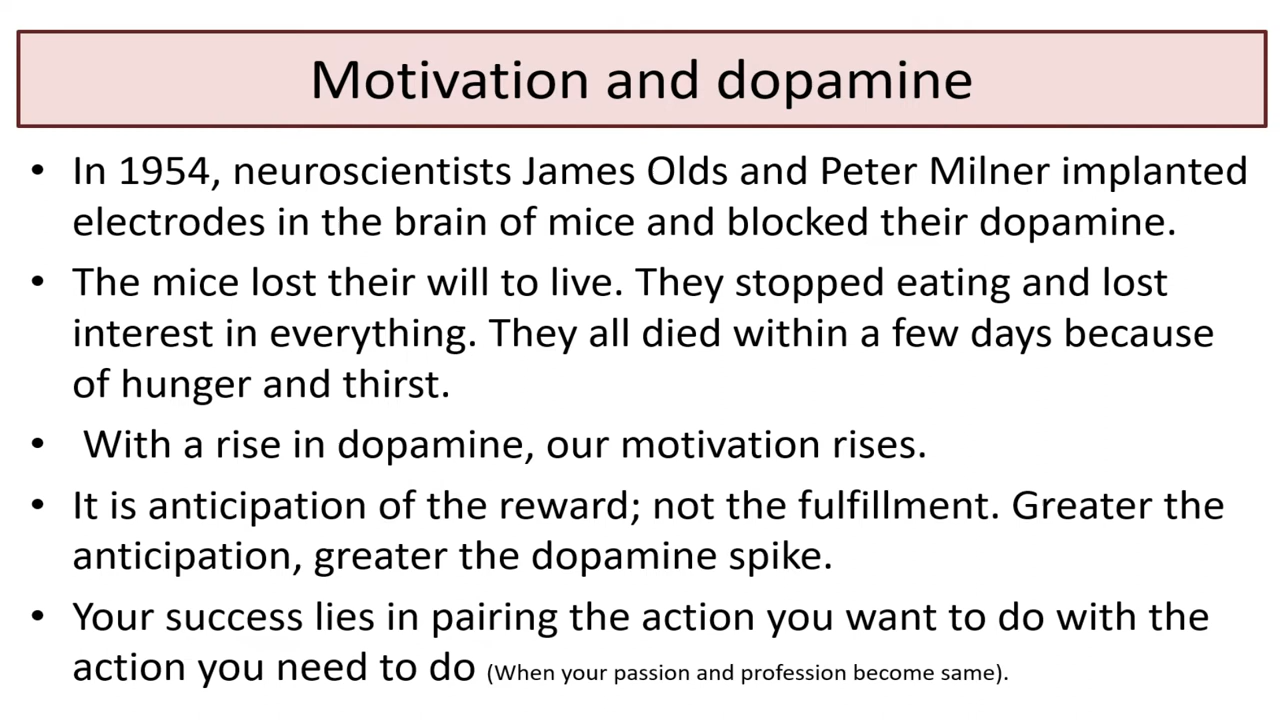 Motivation and dopamine
• In 1954, neuroscientists James Olds and Peter Milner implanted
electrodes in the brain of mice and blocked their dopamine.
• The mice lost their will to live. They stopped eating and lost
interest in everything. They all died within a few days because
of hunger and thirst.
• With a rise in dopamine, our motivation rises.
• It is anticipation of the reward; not the fulfillment. Greater the
anticipation, greater the dopamine spike.
• Your success lies in pairing the action you want to do with the
action you need to do (When your passion and profession become same).